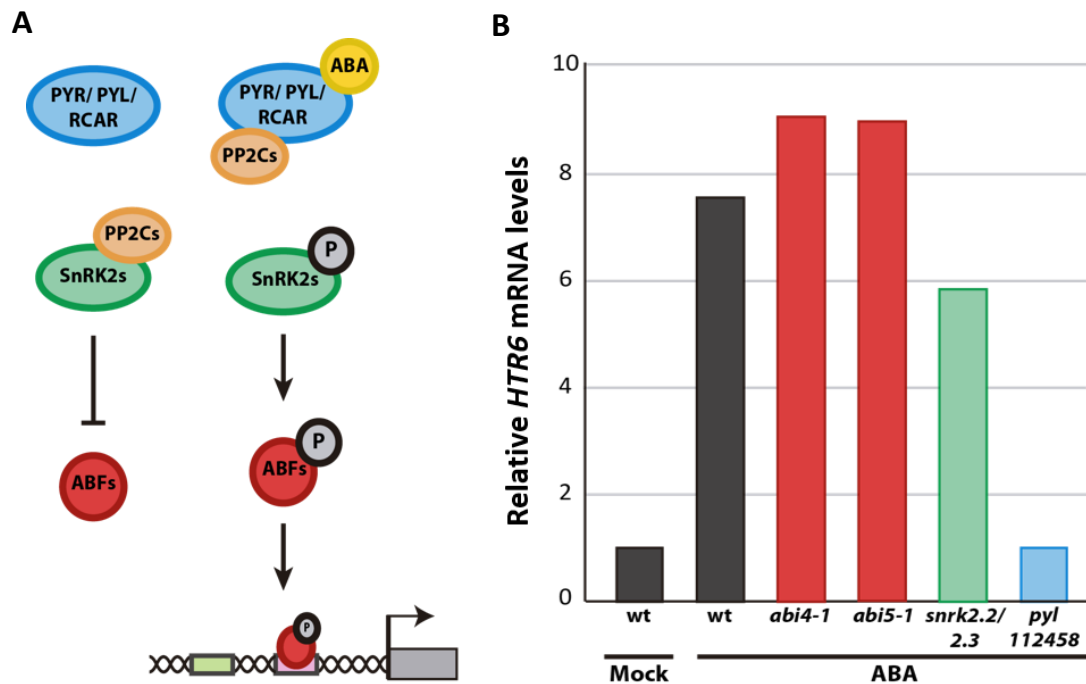 A
PYR/ PYL/
RCAR
ABA
PYR/ PYL/
RCAR
PP2Cs
PP2Cs
SnRK2s
P
SnRK2s
ABFs
P
ABFs
P
B
Relative HTR6 mRNA levels
10
8
6
4
2
0
wt
wt
abi4-1
abi5-1
snrk2.2/
2.3
pyl
112458
Mock
ABA